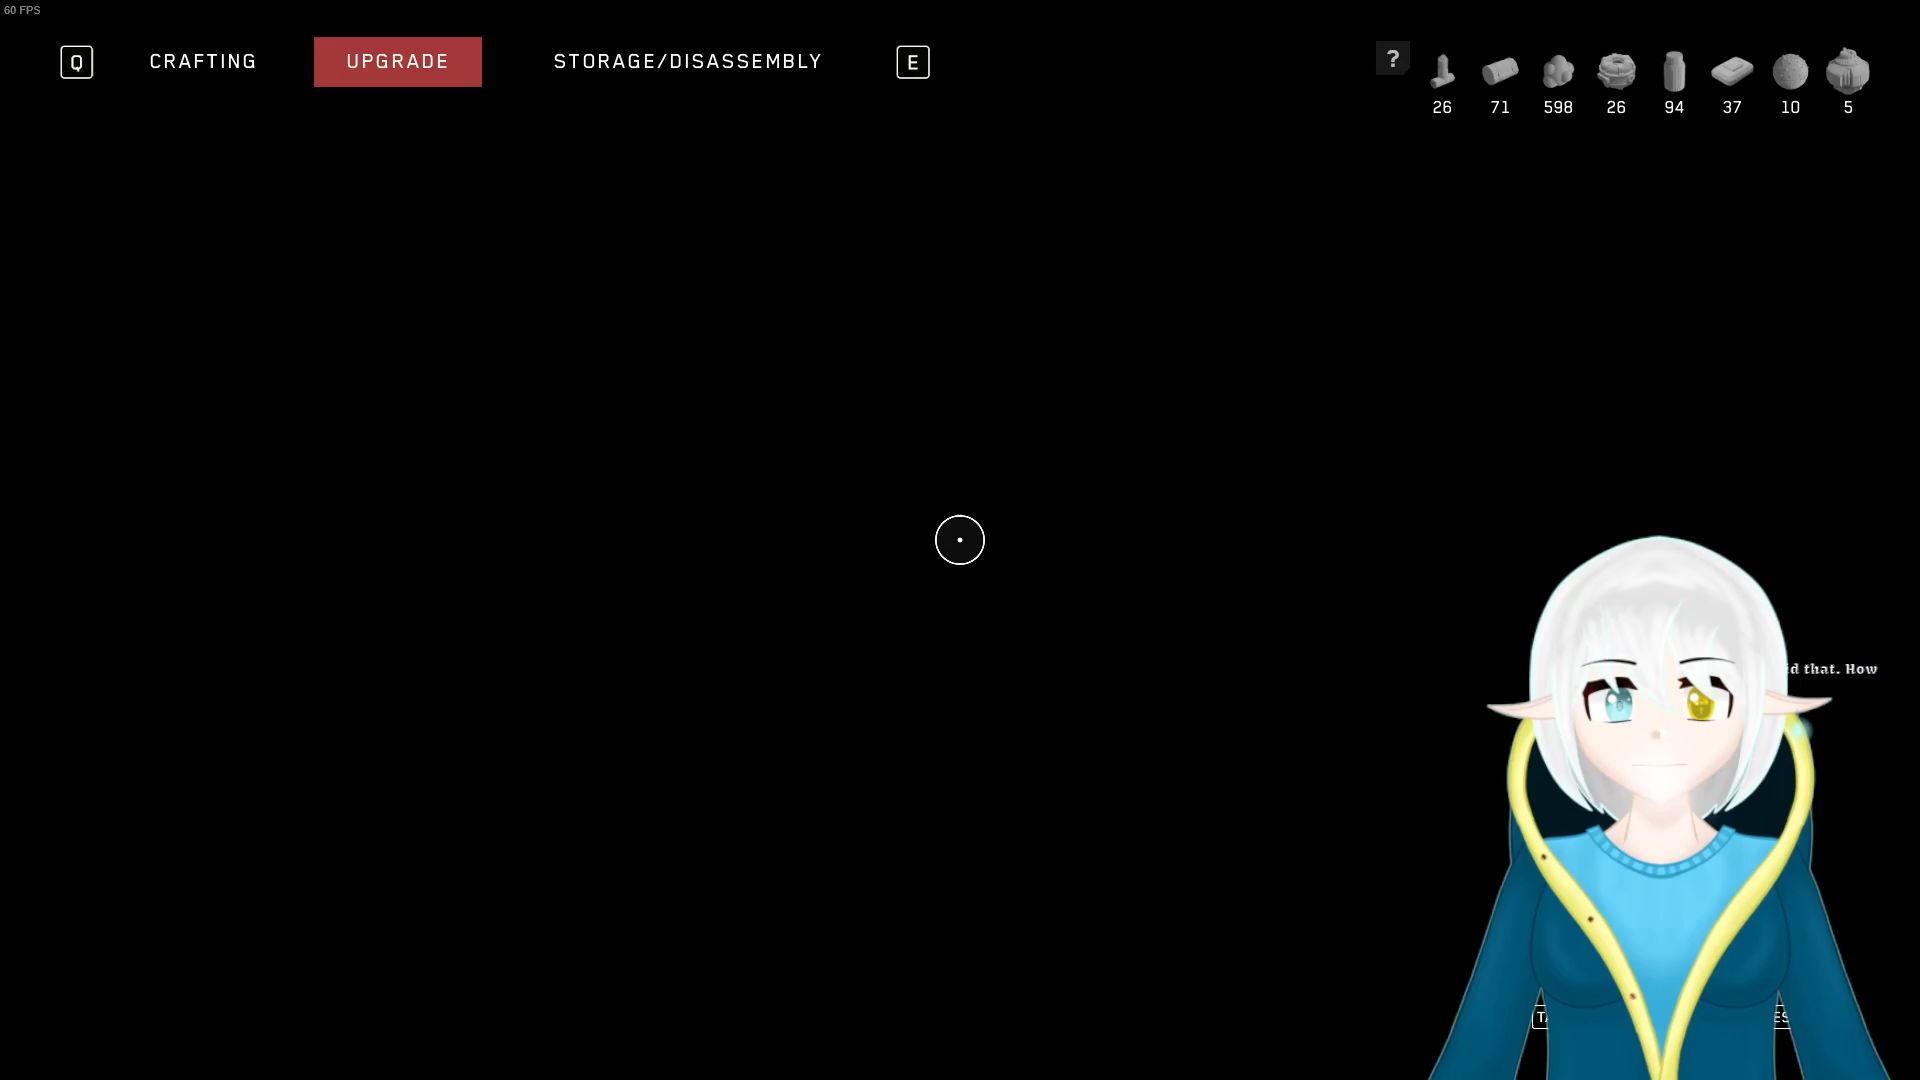 60 FPS
Q CRAFTING UPGRADE STORAGE/DISASSEMBLY E ?
26 71 598 26 94 37 10 5
that. How